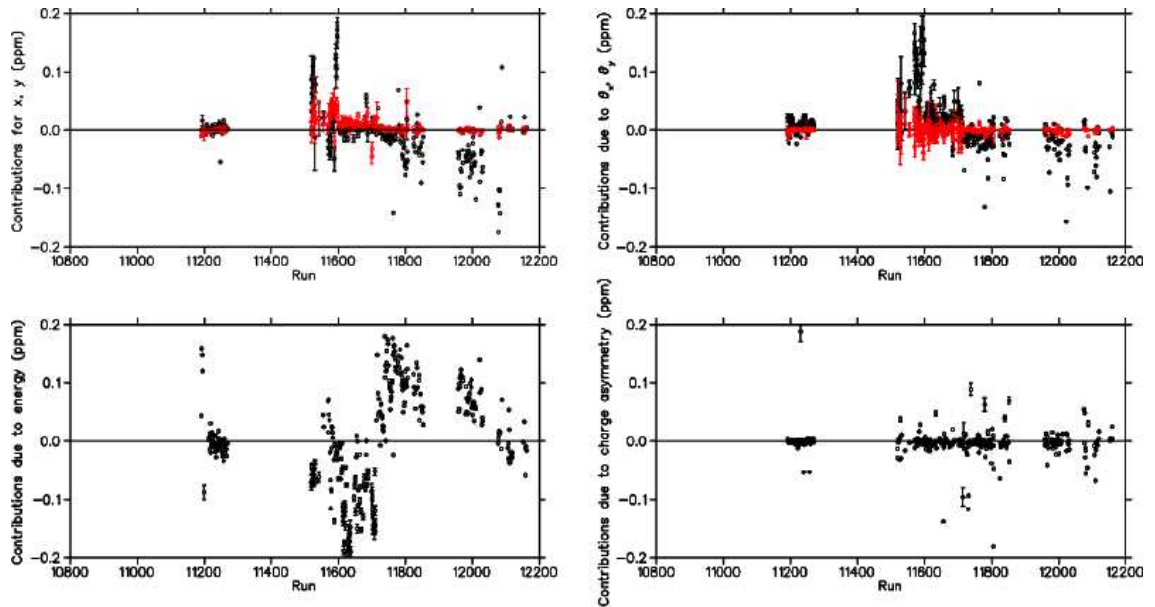 Contributions for x, y (ppm)
0.2
0.1
0.0
−0.1
−0.2
10800 11000 11200 11400 11600 11800 12000 12200
Run
Contributions due to θx, θy (ppm)
0.2
0.1
0.0
−0.1
−0.2
10800 11000 11200 11400 11600 11800 12000 12200
Run
Contributions due to energy (ppm)
0.2
0.1
0.0
−0.1
−0.2
10800 11000 11200 11400 11600 11800 12000 12200
Run
Contributions due to charge asymmetry (ppm)
0.2
0.1
0.0
−0.1
−0.2
10800 11000 11200 11400 11600 11800 12000 12200
Run